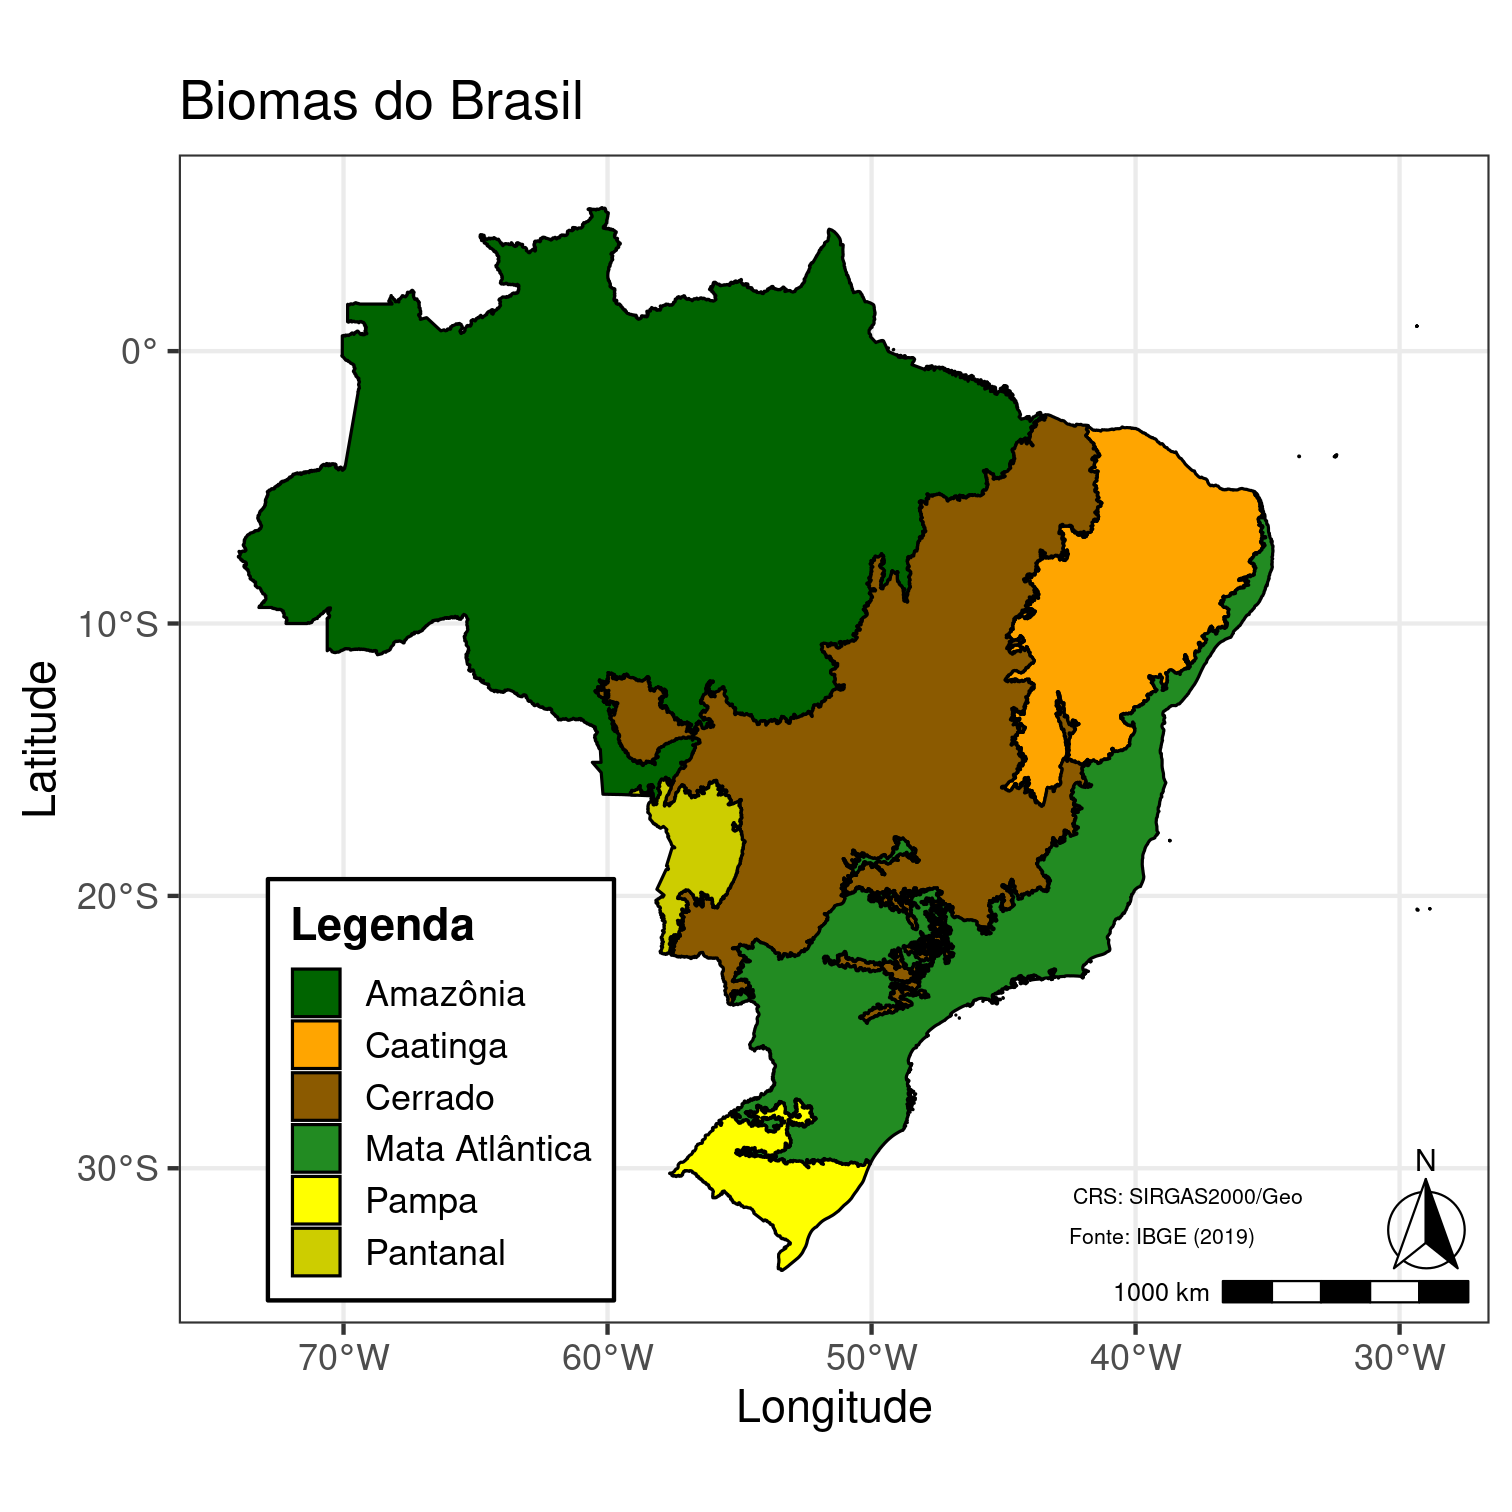 Biomas do Brasil
Latitude
0°
10°S
20°S
30°S
Legenda
Amazônia
Caatinga
Cerrado
Mata Atlântica
Pampa
Pantanal
N
CRS: SIRGAS2000/Geo
Fonte: IBGE (2019)
1000 km
70°W 60°W 50°W 40°W 30°W
Longitude